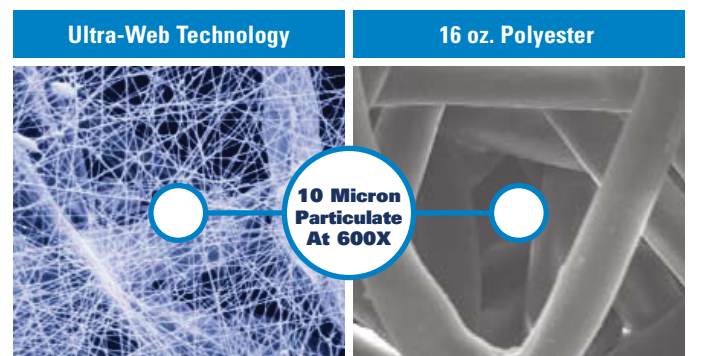 Ultra-Web Technology
16 oz. Polyester
10 Micron
Particulate
At 600X